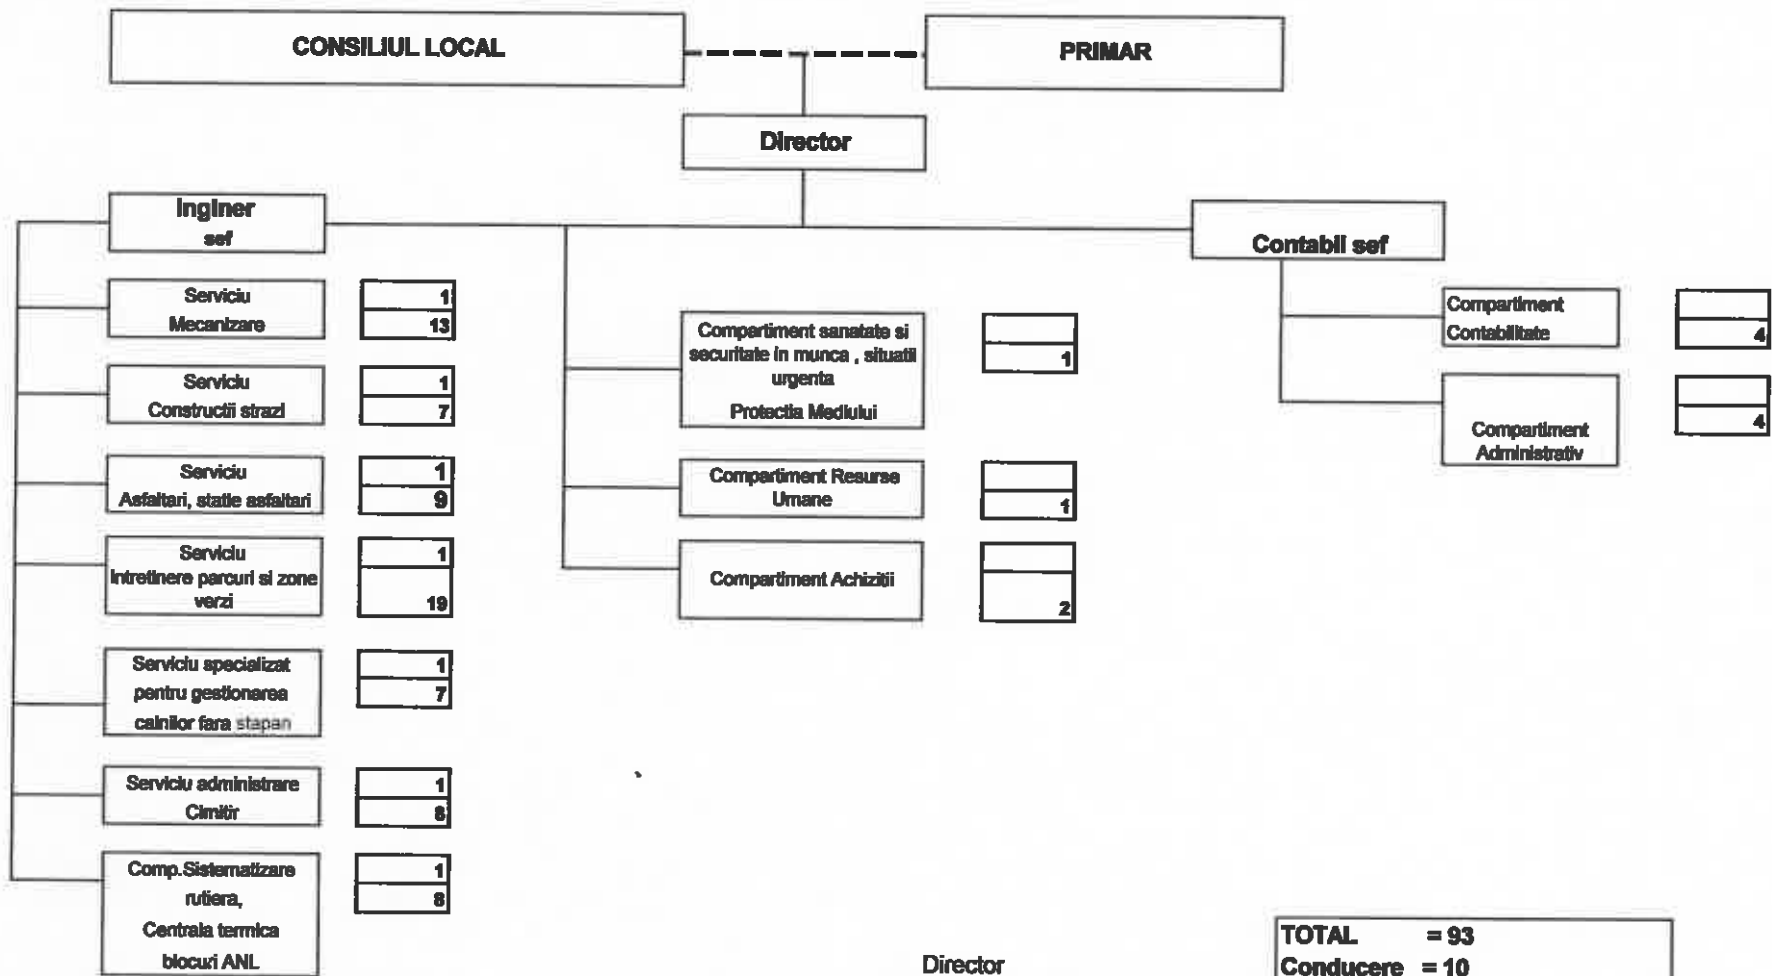 CONSILIUL LOCAL
PRIMAR
Director
Inginer
sef
Contabil sef
Serviciu
Mecanizare
1
13
Serviciu
Constructii strazi
1
7
Serviciu
Asfaltari, statie asfaltari
1
9
Serviciu
intretinere parcuri si zone
verzi
1
19
Serviciu specializat
pentru gestionarea
cainilor fara stapan
1
7
Serviciu administrare
Cimitir
1
8
Comp.Sistematizare
rutiera,
Centrala termica
blocuri ANL
1
8
Compartiment sanatate si
securitate in munca , situatii
urgenta
Protectia Mediului
1
Compartiment Resurse
Umane
1
Compartiment Achizitii
2
Compartiment
Contabilitate
4
Compartiment
Administrativ
4
Director
TOTAL = 93
Conducere = 10